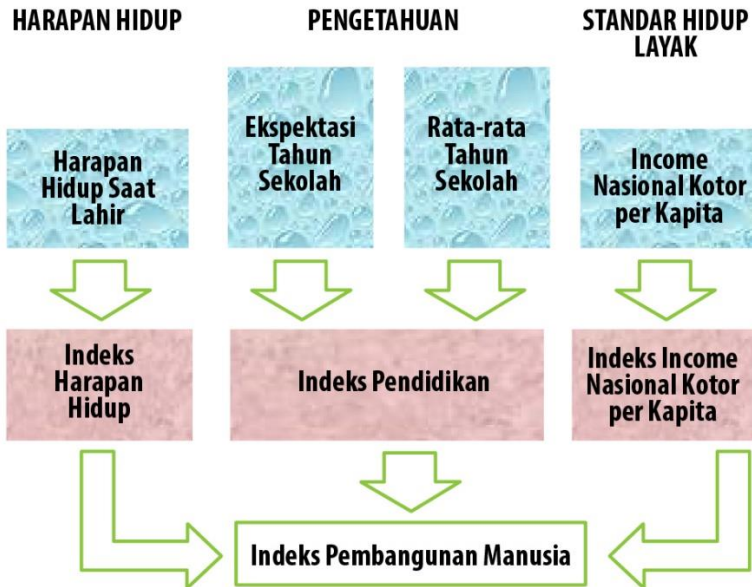 HARAPAN HIDUP
PENGETAHUAN
STANDAR HIDUP
LAYAK
Harapan
Hidup Saat
Lahir
Ekspektasi
Tahun
Sekolah
Rata-rata
Tahun
Sekolah
Income
Nasional Kotor
per Kapita
Indeks
Harapan
Hidup
Indeks Pendidikan
Indeks Income
Nasional Kotor
per Kapita
Indeks Pembangunan Manusia